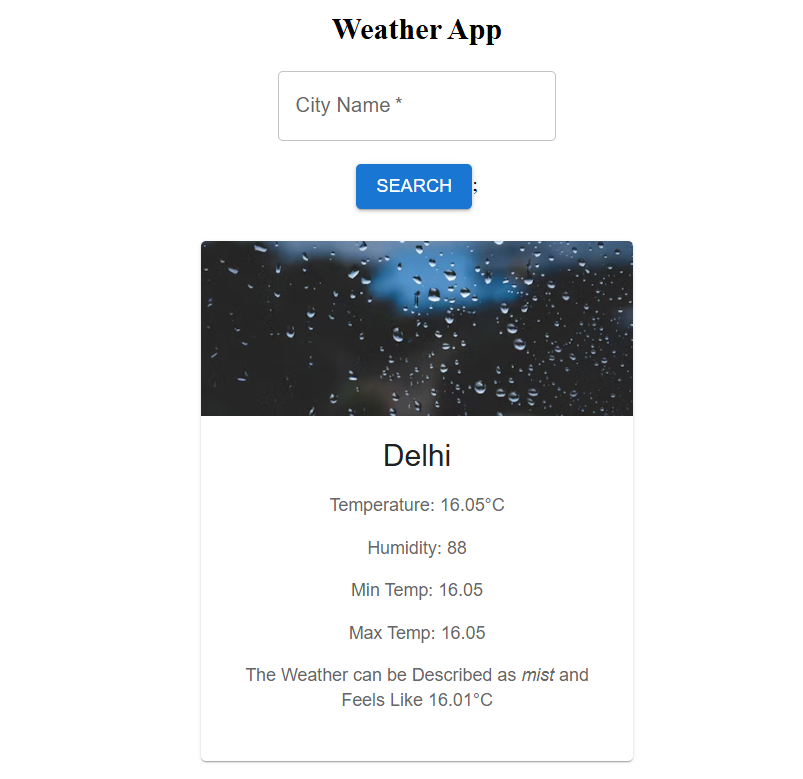 Weather App
City Name *
SEARCH;
Delhi
Temperature: 16.05°C
Humidity: 88
Min Temp: 16.05
Max Temp: 16.05
The Weather can be Described as mist and
Feels Like 16.01°C